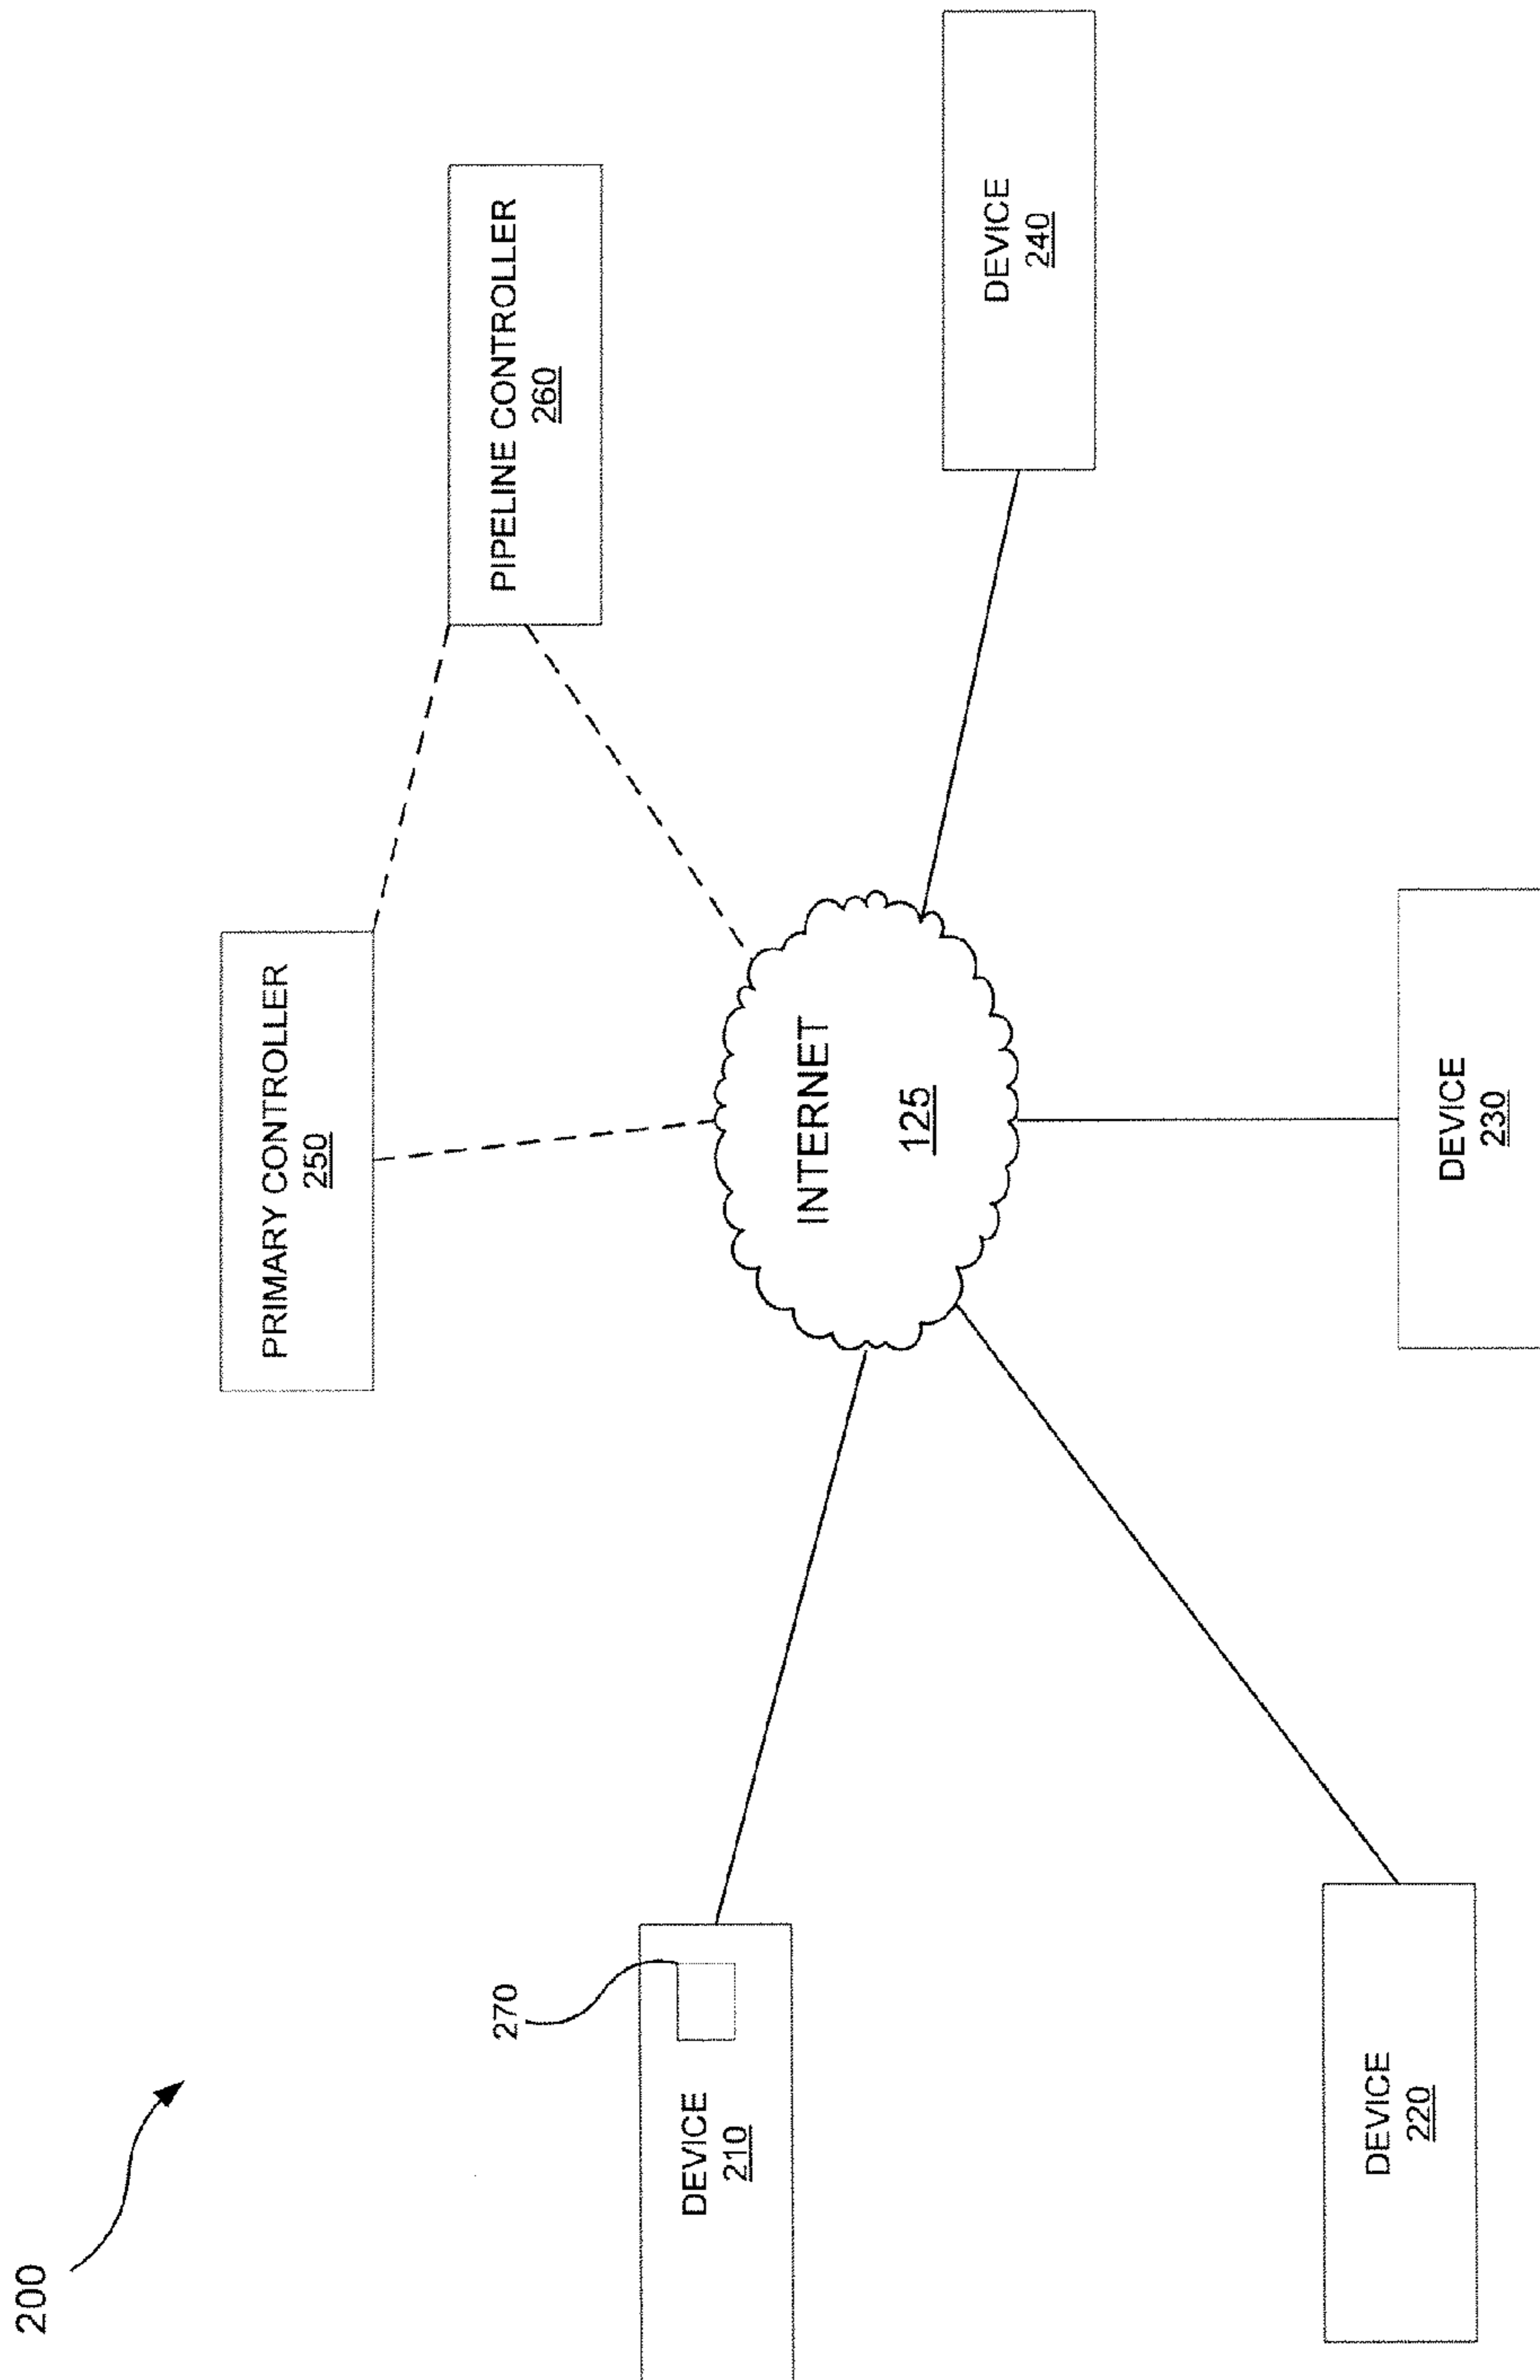 200
PRIMARY CONTROLLER
250
PIPELINE CONTROLLER
260
270
DEVICE
210
INTERNET
125
DEVICE
240
DEVICE
220
DEVICE
230